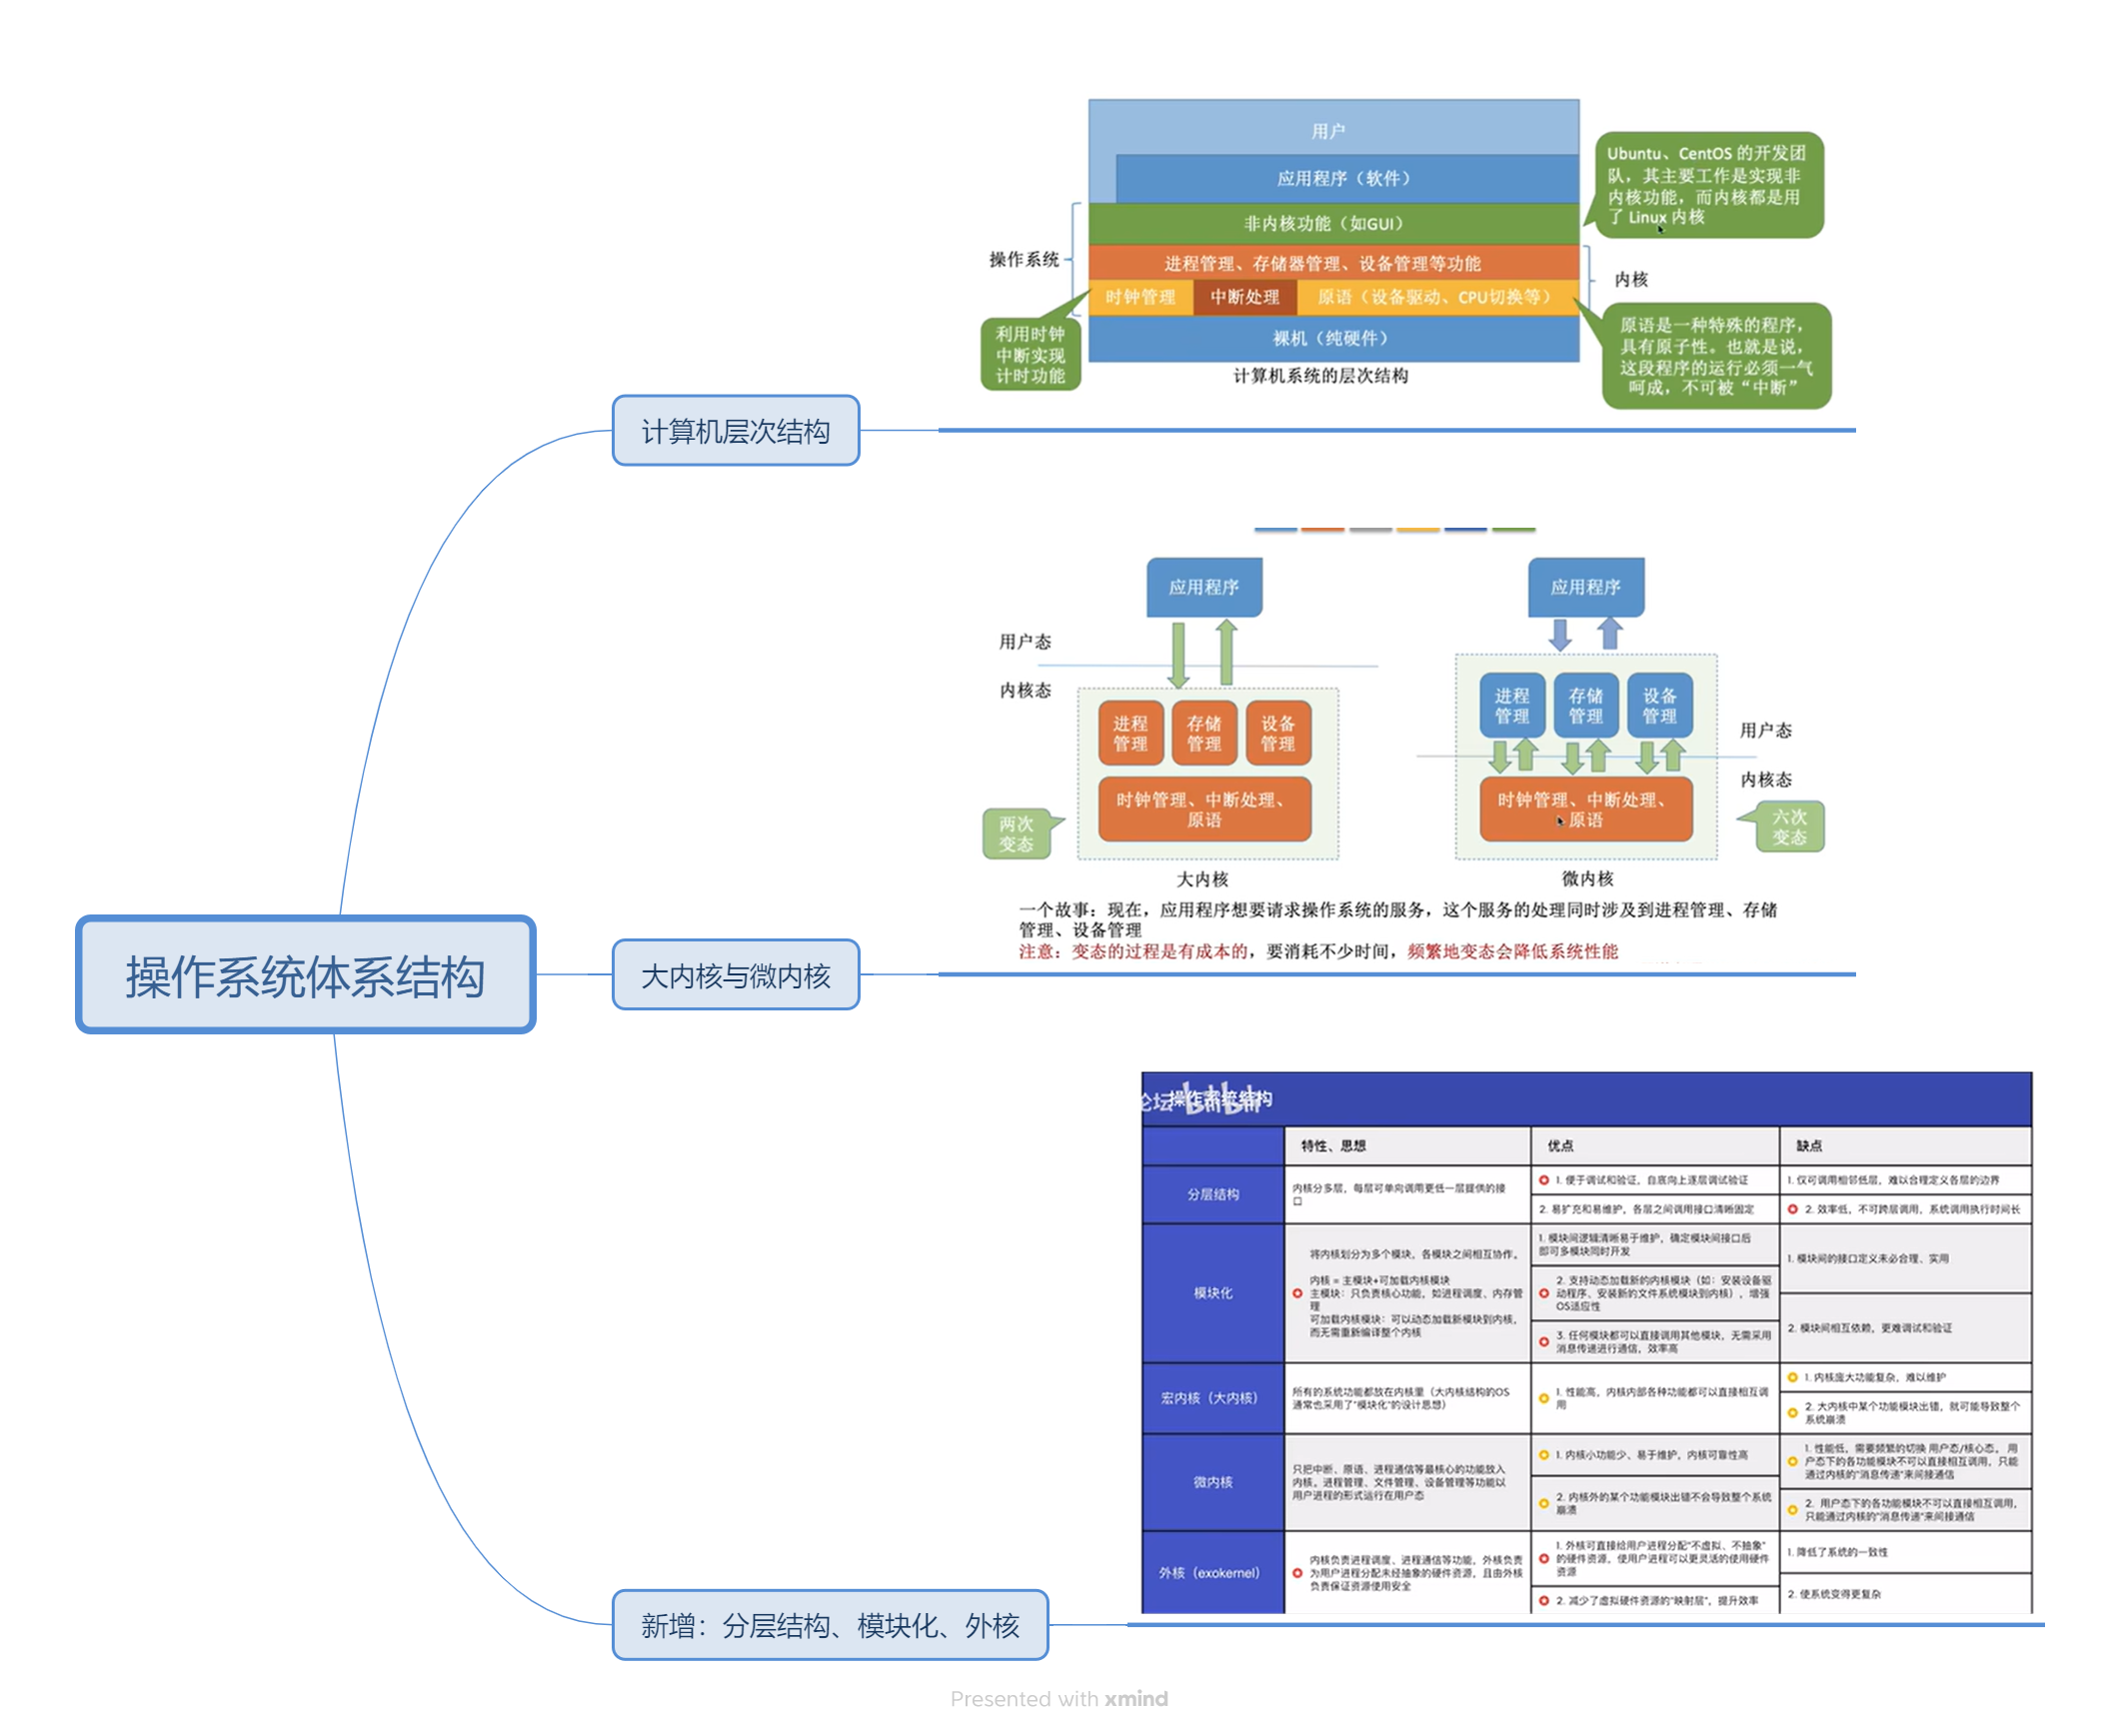 用户
应用程序（软件）
非内核功能（如GUI）
进程管理、存储器管理、设备管理等功能
时钟管理
中断处理
原语（设备驱动、CPU切换等）
裸机（纯硬件）
计算机系统的层次结构
操作系统
内核
利用时钟
中断实现
计时功能
Ubuntu、CentOS 的开发团
队，其主要工作是实现非
内核功能，而内核都是用
了 Linux 内核
原语是一种特殊的程序，
具有原子性。也就是说，
这段程序的运行必须一气
呵成，不可被“中断”
计算机层次结构
应用程序
用户态
内核态
进程
管理
存储
管理
设备
管理
时钟管理、中断处理、
原语
两次
变态
大内核
应用程序
进程
管理
存储
管理
设备
管理
用户态
内核态
时钟管理、中断处理、
原语
六次
变态
微内核
一个故事：现在，应用程序想要请求操作系统的服务，这个服务的处理同时涉及到进程管理、存储
管理、设备管理
注意：变态的过程是有成本的，要消耗不少时间，频繁地变态会降低系统性能
操作系统体系结构
大内核与微内核
论坛
bilibili
操作系统结构
特性、思想
优点
缺点
分层结构
内核分多层，每层可单向调用更低一层提供的接
口
1. 便于调试和验证，自底向上逐层调试验证
2. 易扩充和易维护，各层之间调用接口清晰固定
1. 仅可调用相邻低层，难以合理定义各层的边界
2. 效率低，不可跨层调用，系统调用执行时间长
模块化
将内核划分为多个模块，各模块之间相互协作。
内核 = 主模块+可加载内核模块
主模块：只负责核心功能，如进程调度、内存管
理
可加载内核模块：可以动态加载新模块到内核，
而无需重新编译整个内核
1. 模块间逻辑清晰易于维护，确定模块间接口后
即可多模块同时开发
2. 支持动态加载新的内核模块（如：安装设备驱
动程序、安装新的文件系统模块到内核），增强
OS适应性
3. 任何模块都可以直接调用其他模块，无需采用
消息传递进行通信，效率高
1. 模块间的接口定义未必合理、实用
2. 模块间相互依赖，更难调试和验证
宏内核（大内核）
所有的系统功能都放在内核里（大内核结构的OS
通常也采用了“模块化”的设计思想）
1. 性能高，内核内部各种功能都可以直接相互调
用
1. 内核庞大功能复杂，难以维护
2. 大内核中某个功能模块出错，就可能导致整个
系统崩溃
微内核
只把中断、原语、进程通信等最核心的功能放入
内核。进程管理、文件管理、设备管理等功能以
用户进程的形式运行在用户态
1. 内核小功能少、易于维护，内核可靠性高
2. 内核外的某个功能模块出错不会导致整个系统
崩溃
1. 性能低，需要频繁的切换 用户态/核心态。用
户态下的各功能模块不可以直接相互调用，只能
通过内核的“消息传递”来间接通信
2. 用户态下的各功能模块不可以直接相互调用，
只能通过内核的“消息传递”来间接通信
外核（exokernel）
内核负责进程调度、进程通信等功能，外核负责
为用户进程分配未经抽象的硬件资源，且由外核
负责保证资源使用安全
1. 外核可直接给用户进程分配“不虚拟、不抽象”
的硬件资源，使用户进程可以更灵活的使用硬件
资源
2. 减少了虚拟硬件资源的“映射层”，提升效率
1. 降低了系统的一致性
2. 使系统变得更复杂
新增：分层结构、模块化、外核
Presented with xmind